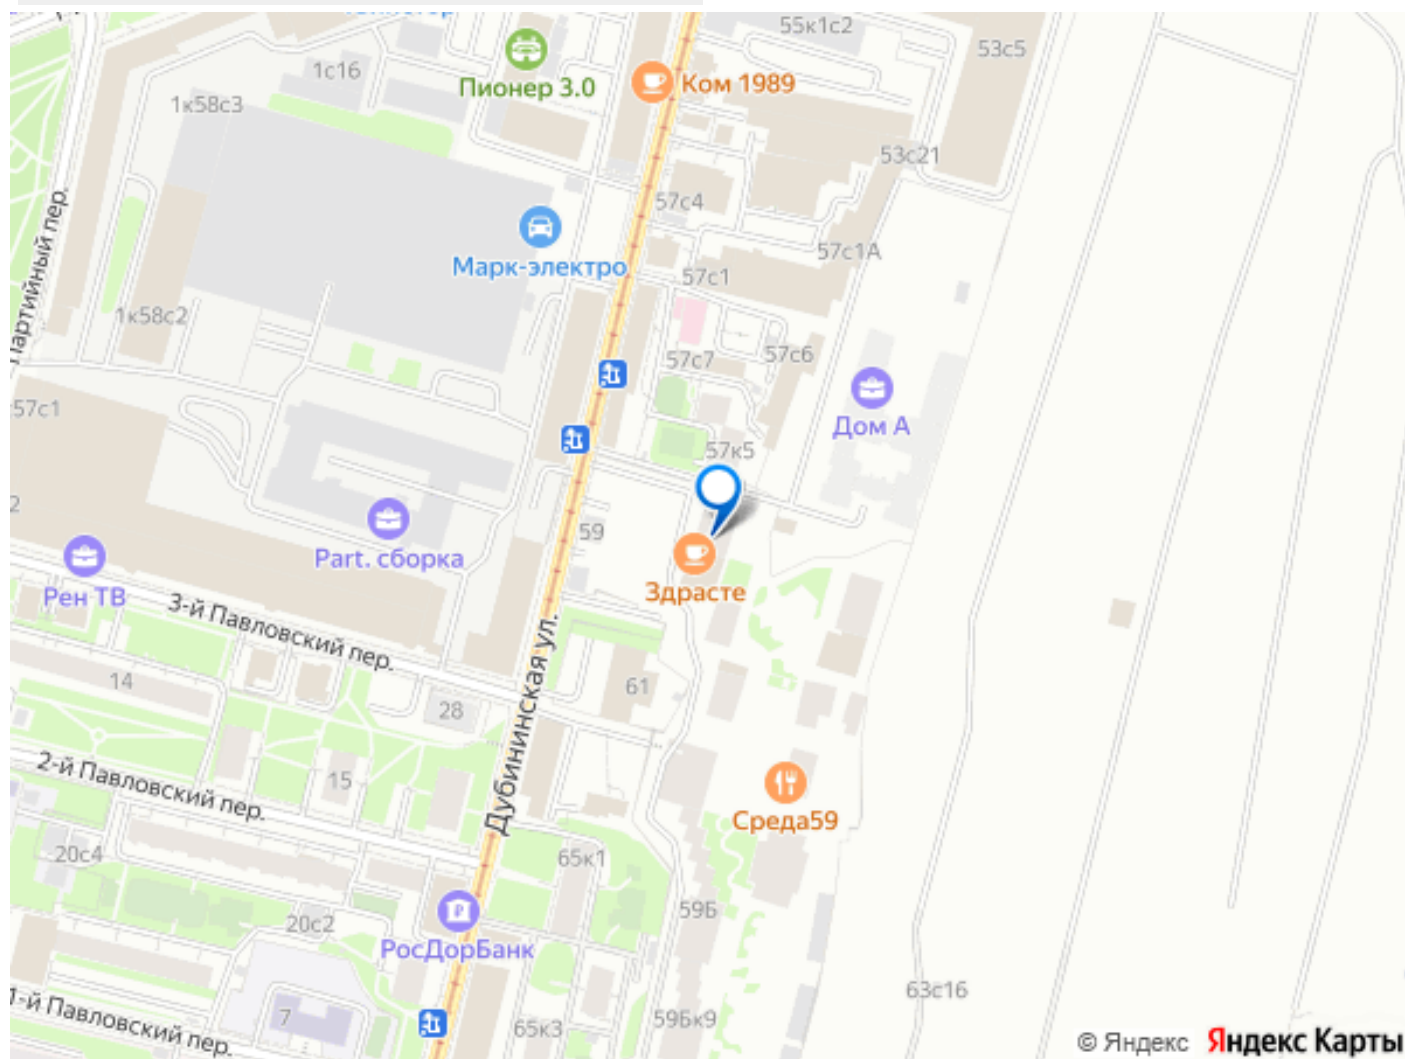 55к1с2
53с5
1с16
Пионер 3.0
Ком 1989
1к58с3
53с21
57с4
Партийный пер.
Марк-электро
57с1А
57с1
1к58с2
57с7
57с6
57с1
Дом А
57к5
59
Part. сборка
Здрасте
Рен ТВ
3-й Павловский пер.
14
61
28
Дубининская ул.
2-й Павловский пер.
15
Среда59
20с4
65к1
59Б
20с2
РосДорБанк
63с16
1-й Павловский пер.
7
65к3
59Бк9
© Яндекс Яндекс Карты